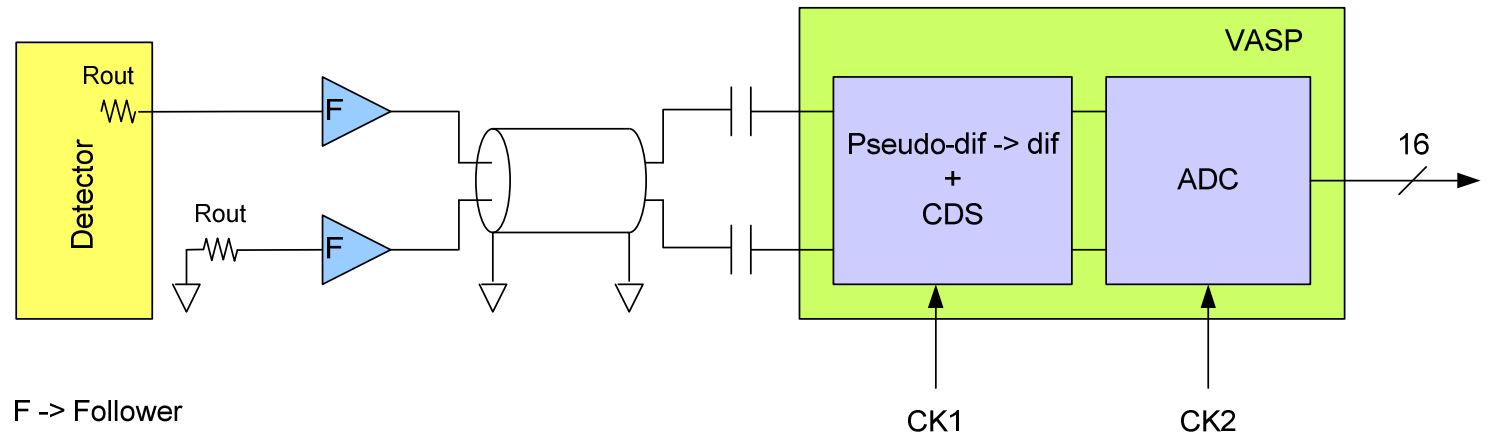 VASP
Rout
F
Detector
Pseudo-dif -> dif
+
CDS
ADC
16
Rout
F
CK1
CK2
F -> Follower